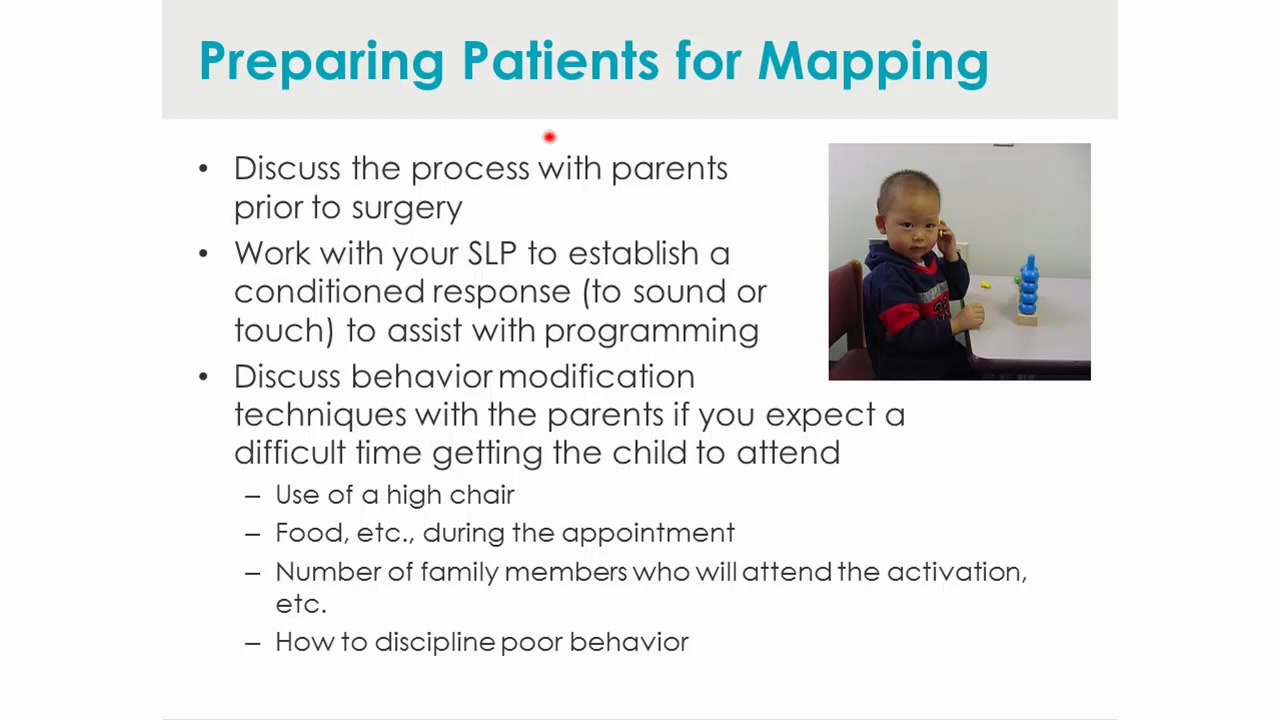 Preparing Patients for Mapping
• Discuss the process with parents
prior to surgery
• Work with your SLP to establish a
conditioned response (to sound or
touch) to assist with programming
• Discuss behavior modification
techniques with the parents if you expect a
difficult time getting the child to attend
– Use of a high chair
– Food, etc., during the appointment
– Number of family members who will attend the activation,
etc.
– How to discipline poor behavior